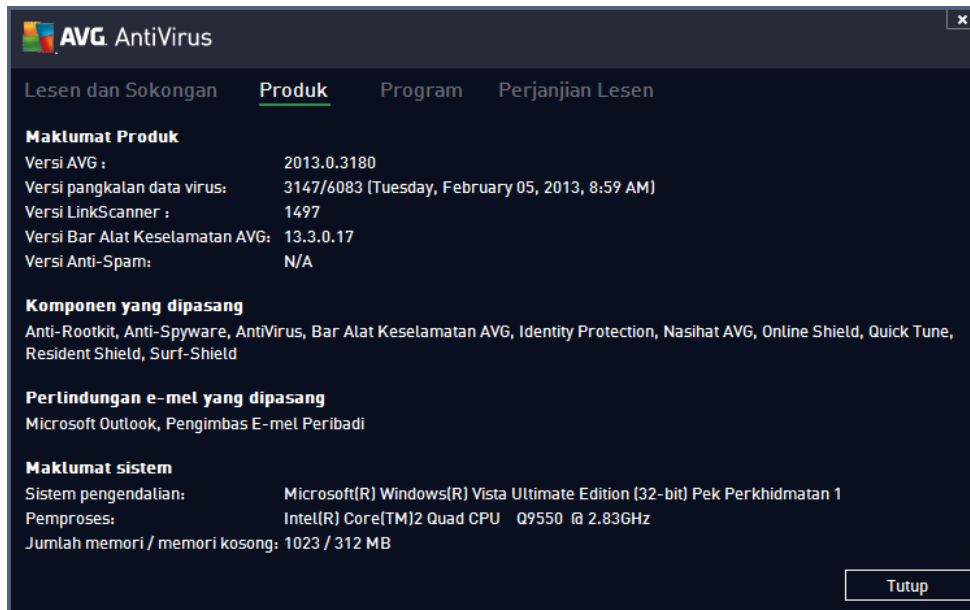 AVG. AntiVirus
Lesen dan Sokongan Produk Program Perjanjian Lesen
Maklumat Produk
Versi AVG : 2013.0.3180
Versi pangkalan data virus: 3147/6083 (Tuesday, February 05, 2013, 8:59 AM)
Versi LinkScanner : 1497
Versi Bar Alat Keselamatan AVG: 13.3.0.17
Versi Anti-Spam: N/A
Komponen yang dipasang
Anti-Rootkit, Anti-Spyware, AntiVirus, Bar Alat Keselamatan AVG, Identity Protection, Nasihat AVG, Online Shield, Quick Tune,
Resident Shield, Surf-Shield
Perlindungan e-mel yang dipasang
Microsoft Outlook, Pengimbas E-mel Peribadi
Maklumat sistem
Sistem pengendalian: Microsoft(R) Windows(R) Vista Ultimate Edition (32-bit) Pek Perkhidmatan 1
Pemproses: Intel(R) Core(TM)2 Quad CPU Q9550 @ 2.83GHz
Jumlah memori / memori kosong: 1023 / 312 MB
Tutup